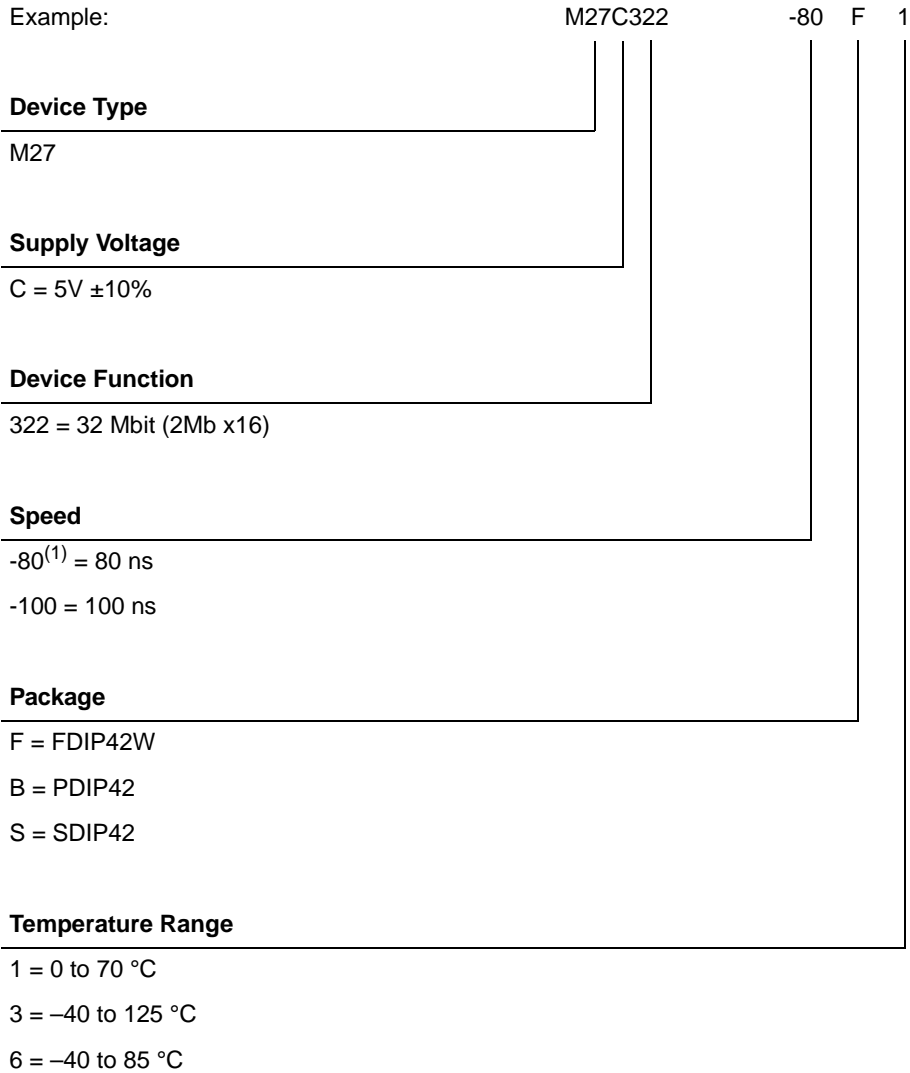 Example: M27C322 -80 F 1
Device Type
M27
Supply Voltage
C = 5V ±10%
Device Function
322 = 32 Mbit (2Mb x16)
Speed
-80(1) = 80 ns
-100 = 100 ns
Package
F = FDIP42W
B = PDIP42
S = SDIP42
Temperature Range
1 = 0 to 70 °C
3 = –40 to 125 °C
6 = –40 to 85 °C